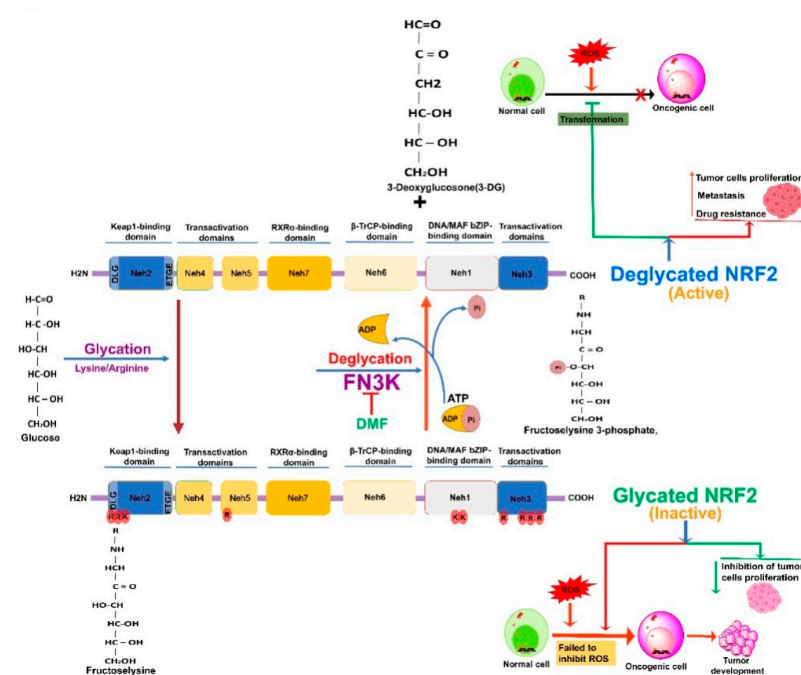 HC=O
C = O
CH2
HC-OH
HC – OH
CH₂OH
3-Deoxyglucosone(3-DG)
+
ROS
Normal cell
Oncogenic cell
X
Transformation
Tumor cells proliferation
Metastasis
Drug resistance
Deglycated NRF2
(Active)
Keap1-binding
domain
Transactivation
domains
RXRα-binding
domain
β-TrCP-binding
domain
DNA/MAF bZIP-
binding domain
Transactivation
domains
H2N
DLG
Neh2
ETGE
Neh4
Neh5
Neh7
Neh6
Neh1
Neh3
COOH
H-C=O
H-C -OH
HO-CH
HC-OH
HC – OH
CH₂OH
Glucose
Glycation
Lysine/Arginine
Deglycation
FN3K
DMF
ADP
Pi
ATP
ADP
Pi
R
NH
HCH
C = O
Pi
-O-CH
HC-OH
HC – OH
CH₂OH
Fructoselysine 3-phosphate,
Keap1-binding
domain
Transactivation
domains
RXRα-binding
domain
β-TrCP-binding
domain
DNA/MAF bZIP-
binding domain
Transactivation
domains
H2N
DLG
Neh2
ETGE
Neh4
Neh5
Neh7
Neh6
Neh1
Neh3
COOH
R R K
R
K K
R
R R R
R
NH
HCH
C = O
HO-CH
HC-OH
HC – OH
CH₂OH
Fructoselysine
Glycated NRF2
(Inactive)
Inhibition of tumor
cells proliferation
ROS
Normal cell
Failed to
inhibit ROS
Oncogenic cell
Tumor
development